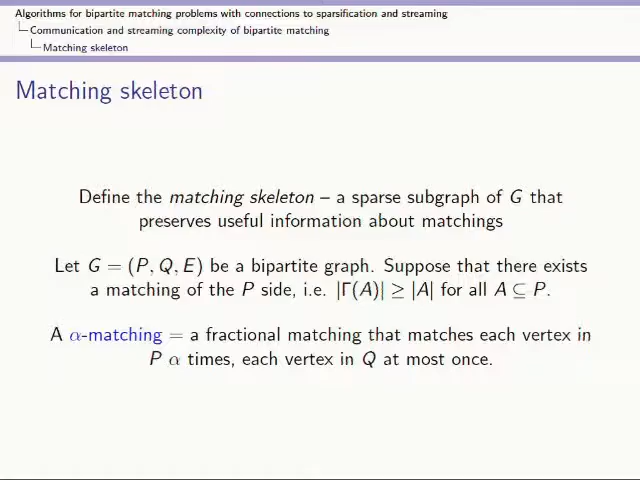 Algorithms for bipartite matching problems with connections to sparsification and streaming
Communication and streaming complexity of bipartite matching
Matching skeleton
Matching skeleton
Define the matching skeleton – a sparse subgraph of G that
preserves useful information about matchings
Let G = (P, Q, E) be a bipartite graph. Suppose that there exists
a matching of the P side, i.e. |Γ(A)| ≥ |A| for all A ⊆ P.
A α-matching = a fractional matching that matches each vertex in
P α times, each vertex in Q at most once.